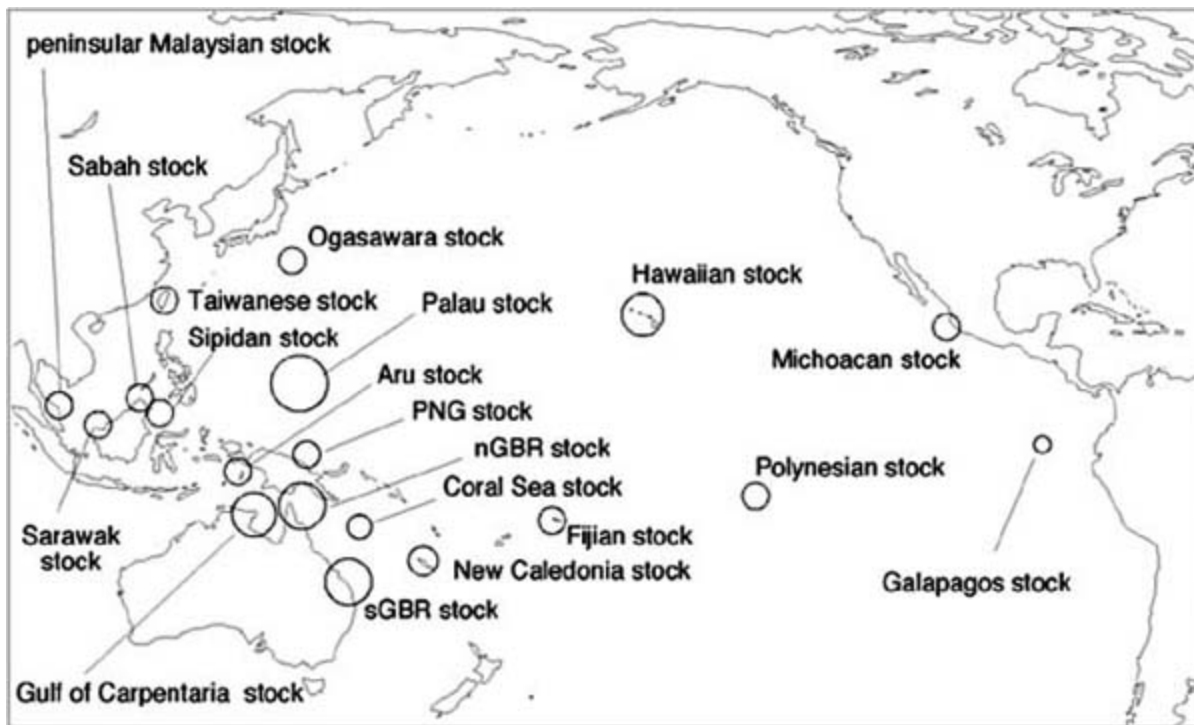 peninsular Malaysian stock
Sabah stock
Ogasawara stock
Hawaiian stock
Taiwanese stock
Palau stock
Sipidan stock
Michoacan stock
Aru stock
PNG stock
nGBR stock
Polynesian stock
Coral Sea stock
Sarawak
stock
Fijian stock
New Caledonia stock
Galapagos stock
sGBR stock
Gulf of Carpentaria stock